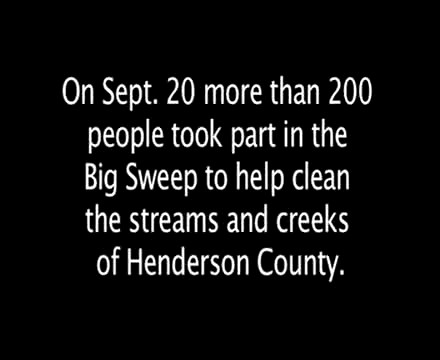 On Sept. 20 more than 200
people took part in the
Big Sweep to help clean
the streams and creeks
of Henderson County.